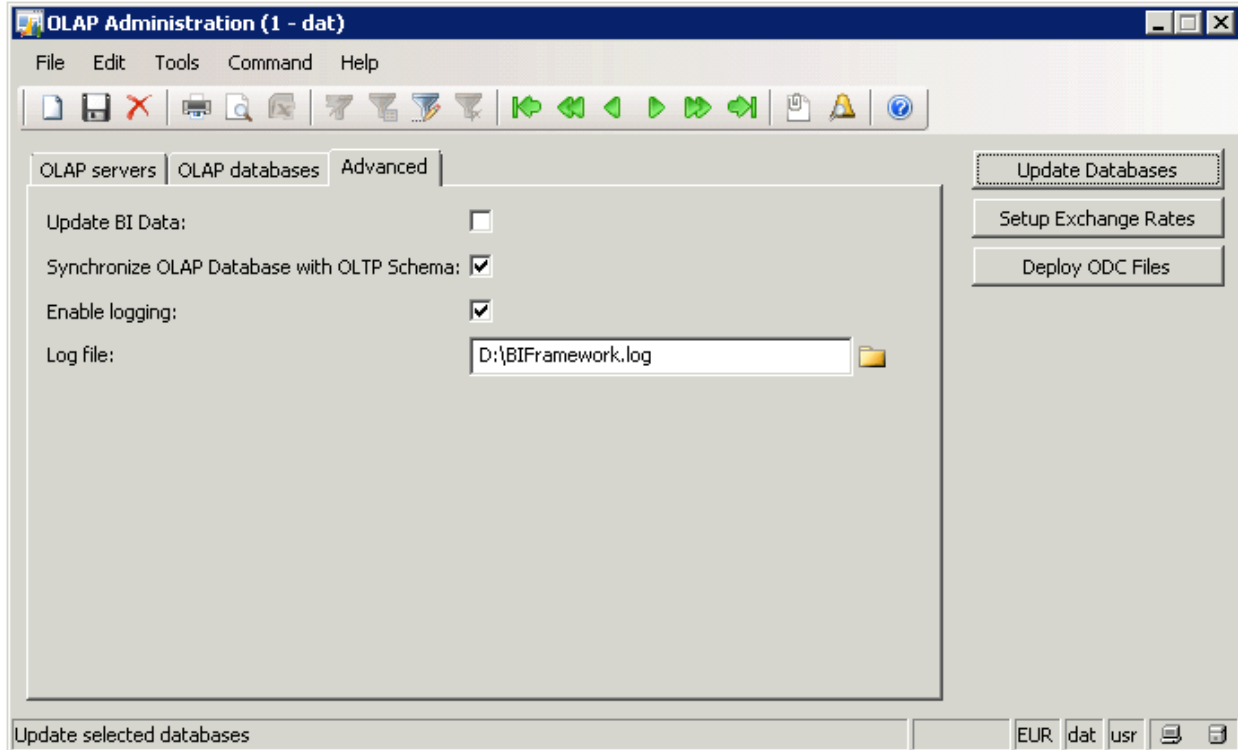 OLAP Administration (1 - dat)
File Edit Tools Command Help
OLAP servers OLAP databases Advanced
Update BI Data:
Synchronize OLAP Database with OLTP Schema:
Enable logging:
Log file: D:\BIFramework.log
Update Databases
Setup Exchange Rates
Deploy ODC Files
Update selected databases EUR dat usr